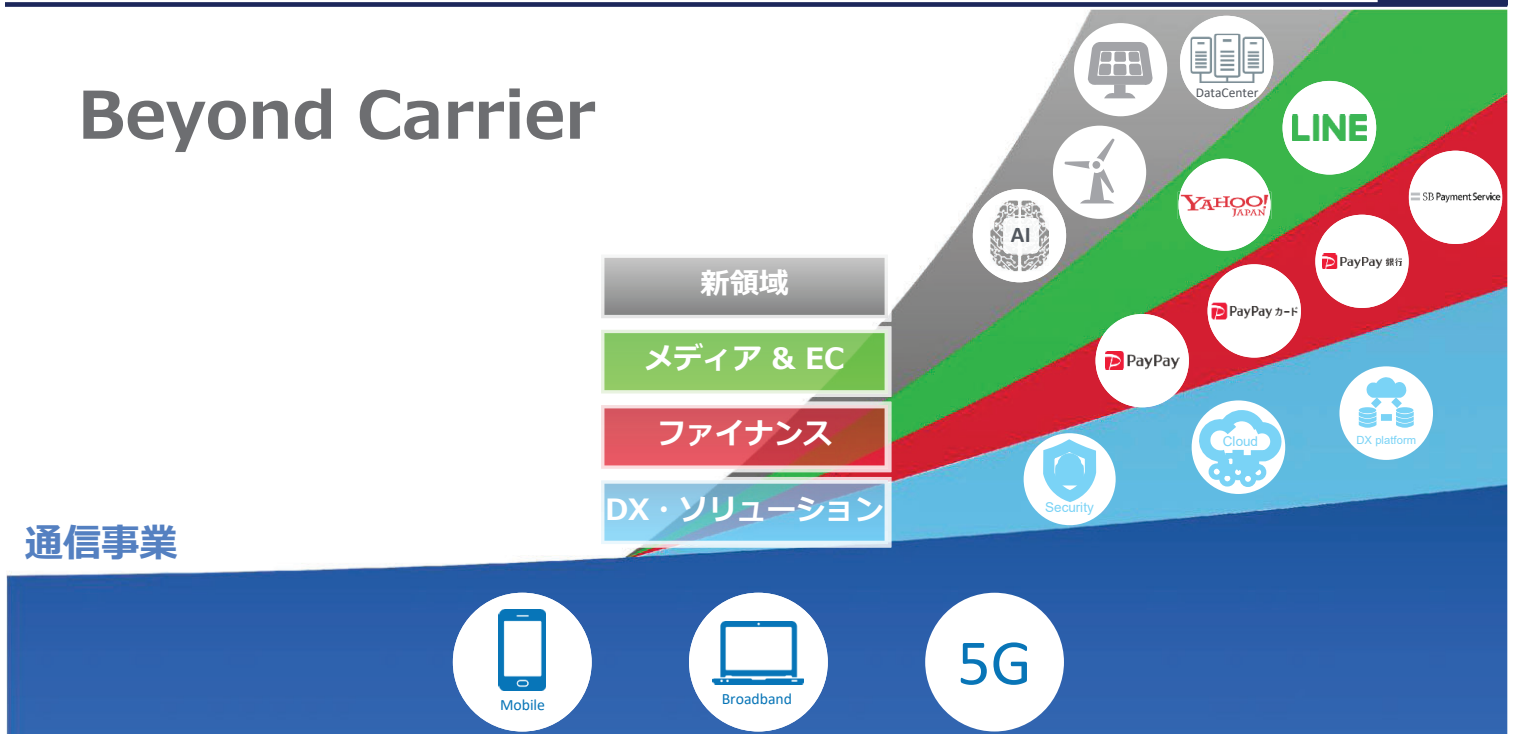 Beyond Carrier
DataCenter
LINE
YAHOO!
JAPAN
SB Payment Service
AI
新領域
PayPay 銀行
PayPay カード
メディア & EC
PayPay
ファイナンス
DX platform
Cloud
DX・ソリューション
Security
通信事業
Mobile
Broadband
5G